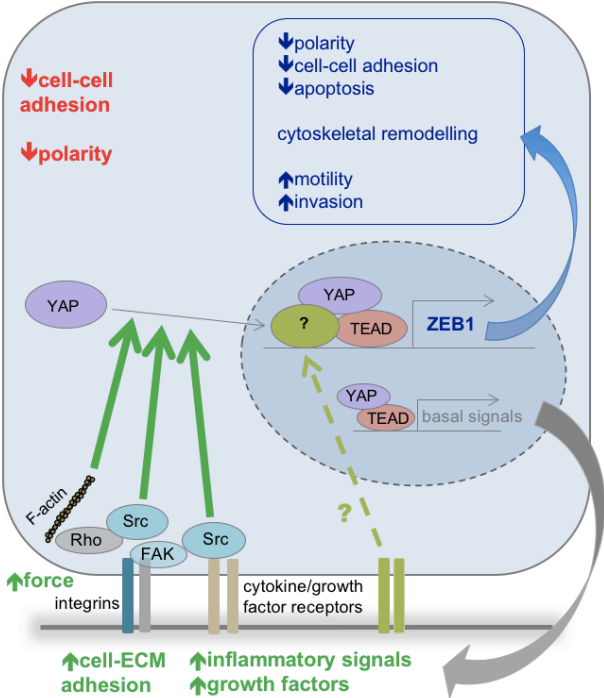 ↓cell-cell
adhesion
↓polarity
↓polarity
↓cell-cell adhesion
↓apoptosis
cytoskeletal remodelling
↑motility
↑invasion
YAP
YAP
?
TEAD
ZEB1
YAP
TEAD
basal signals
?
F-actin
Src
Rho
FAK
Src
↑force
integrins
cytokine/growth
factor receptors
↑cell-ECM
adhesion
↑inflammatory signals
↑growth factors